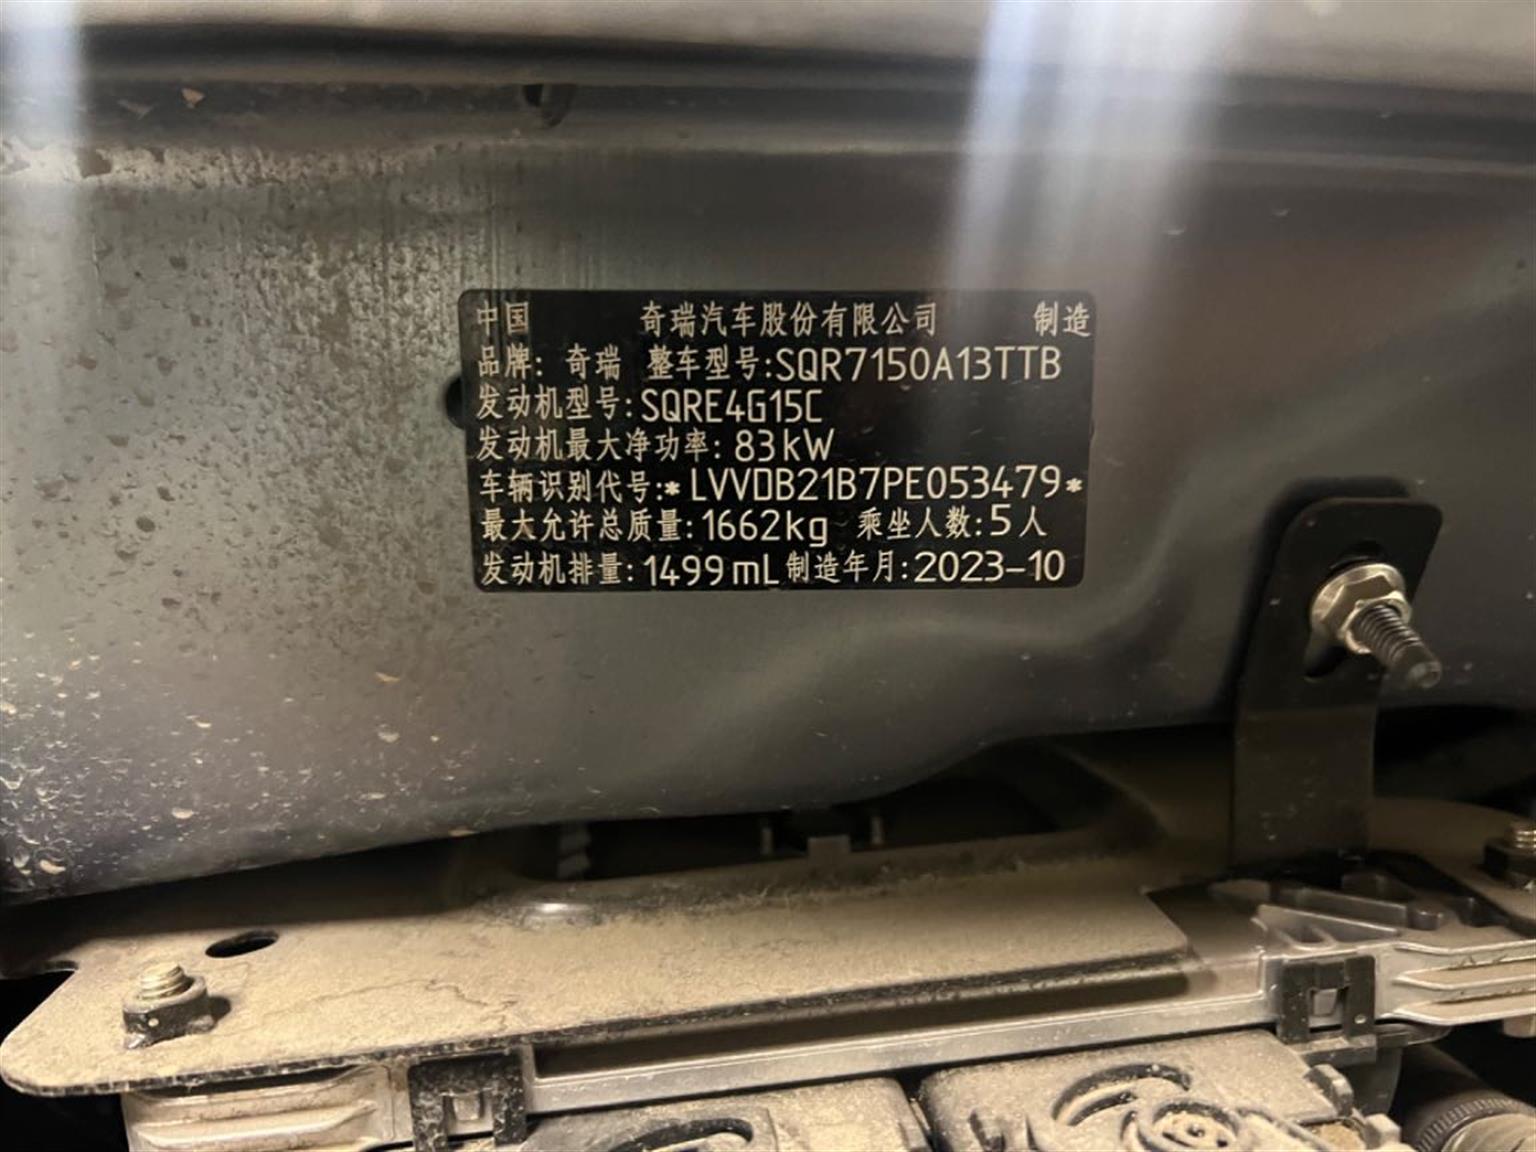 中国 奇瑞汽车股份有限公司 制造
品牌: 奇瑞 整车型号:SQR7150A13TTB
发动机型号:SQRE4G15C
发动机最大净功率: 83kW
车辆识别代号:*LVVDB21B7PE053479*
最大允许总质量:1662kg 乘坐人数:5人
发动机排量:1499mL 制造年月:2023-10